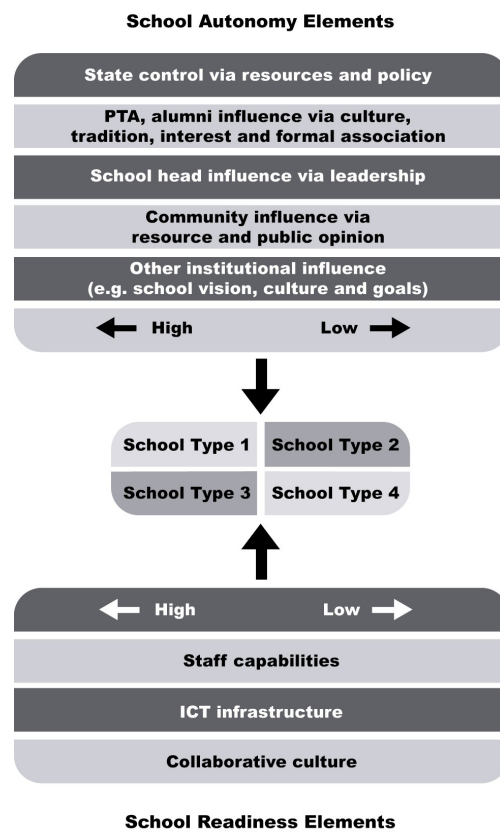 School Autonomy Elements
State control via resources and policy
PTA, alumni influence via culture,
tradition, interest and formal association
School head influence via leadership
Community influence via
resource and public opinion
Other institutional influence
(e.g. school vision, culture and goals)
High Low
School Type 1 School Type 2
School Type 3 School Type 4
High Low
Staff capabilities
ICT infrastructure
Collaborative culture
School Readiness Elements